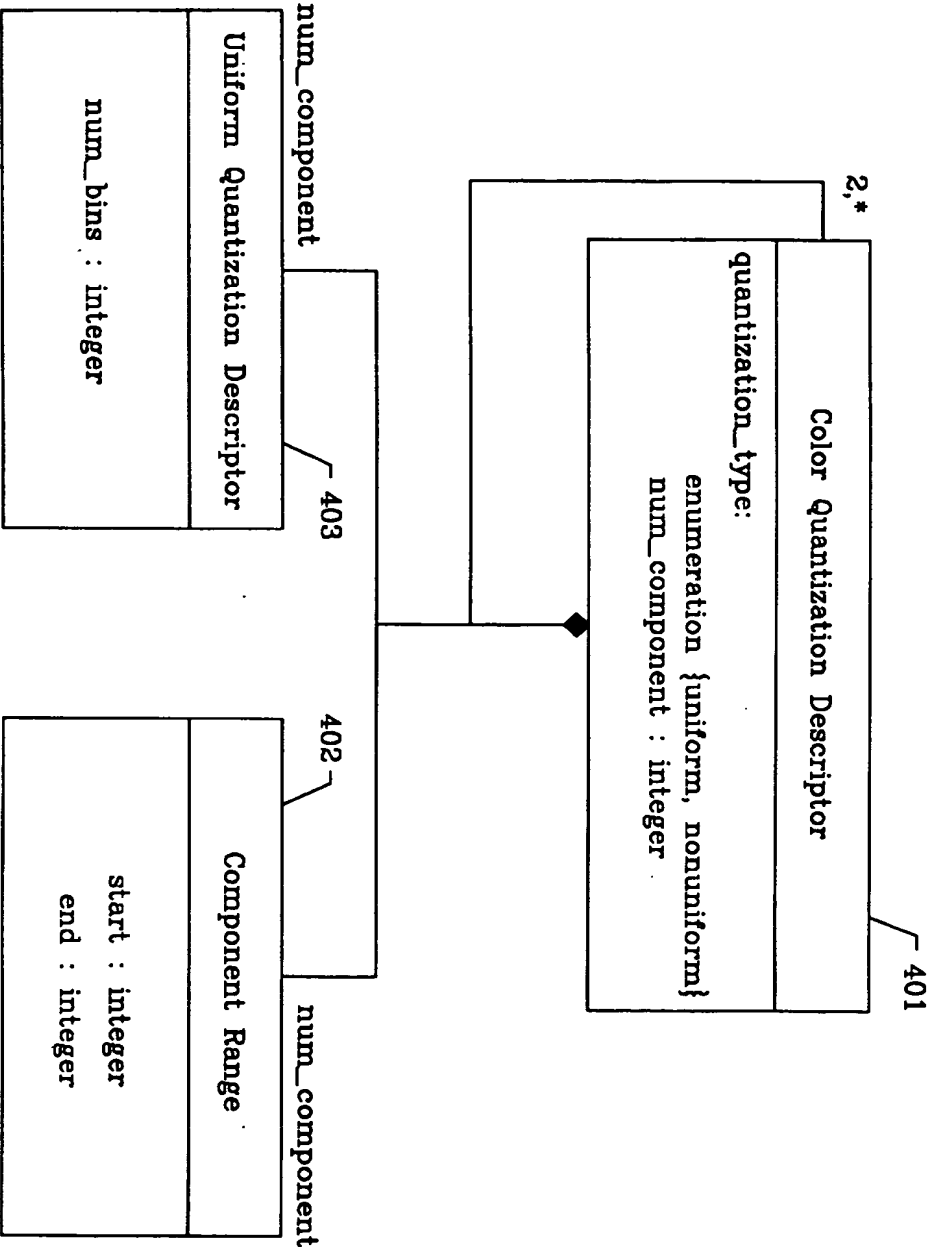 401
2,*
Color Quantization Descriptor
quantization_type:
enumeration {uniform, nonuniform{
num_component : integer
num_component
403
Uniform Quantization Descriptor
num_bins : integer
402
num_component
Component Range
start : integer
end : integer